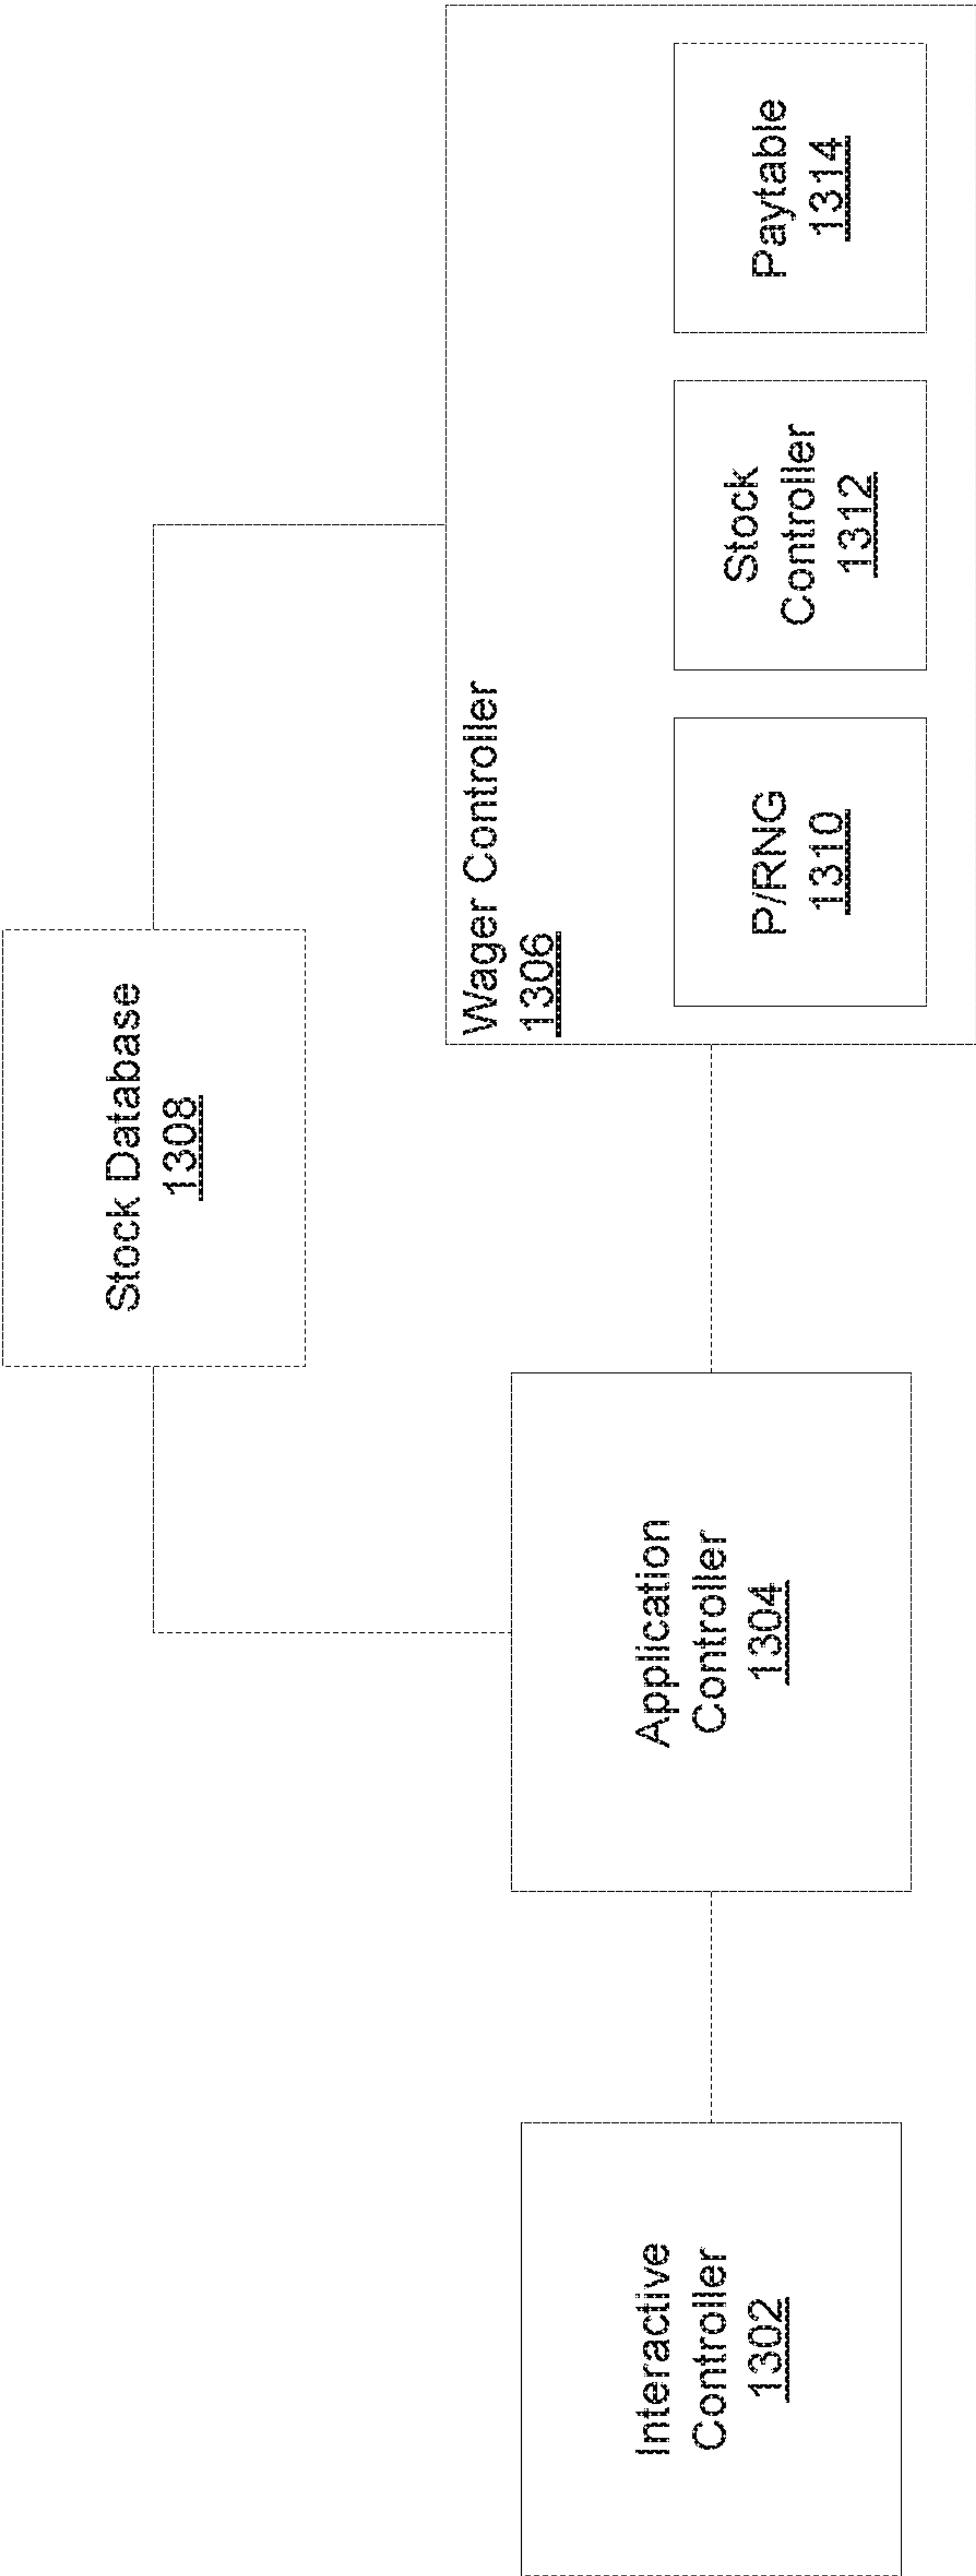 Stock Database
1308
Interactive
Controller
1302
Application
Controller
1304
Wager Controller
1306
P/RNG
1310
Stock
Controller
1312
Paytable
1314